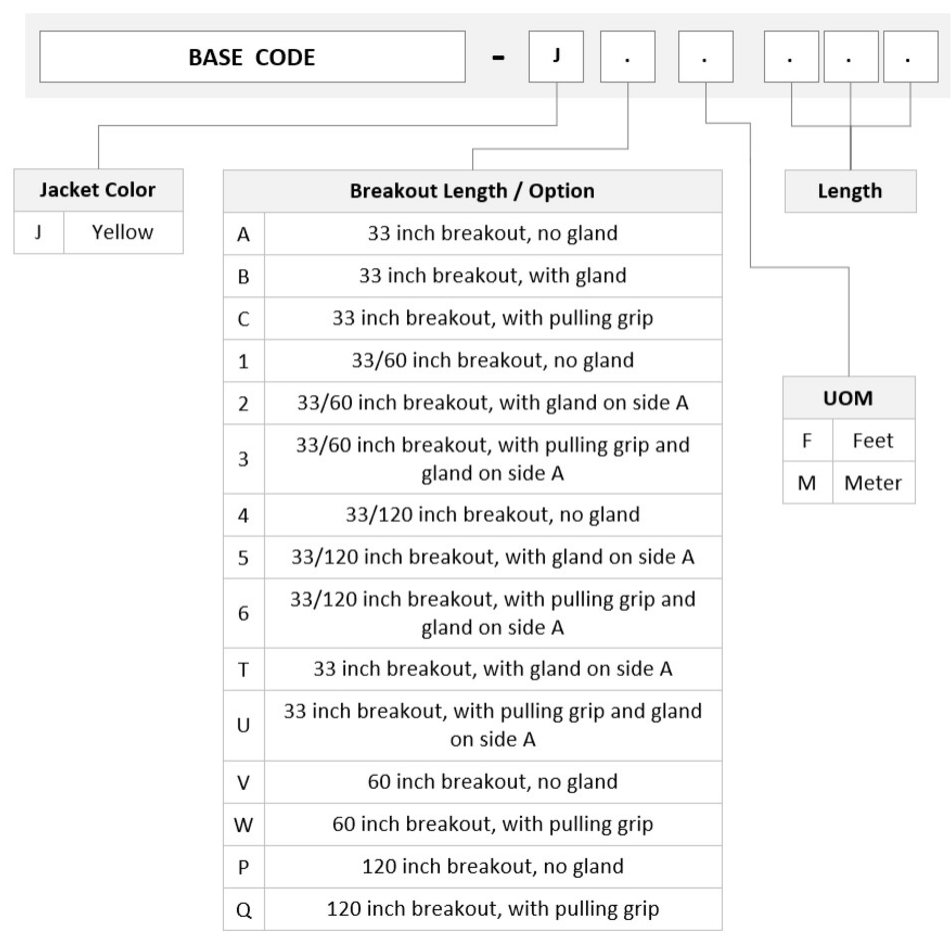 BASE CODE - J . . . . .
Jacket Color
J Yellow
Breakout Length / Option
A 33 inch breakout, no gland
B 33 inch breakout, with gland
C 33 inch breakout, with pulling grip
1 33/60 inch breakout, no gland
2 33/60 inch breakout, with gland on side A
3 33/60 inch breakout, with pulling grip and
gland on side A
4 33/120 inch breakout, no gland
5 33/120 inch breakout, with gland on side A
6 33/120 inch breakout, with pulling grip and
gland on side A
T 33 inch breakout, with gland on side A
U 33 inch breakout, with pulling grip and gland
on side A
V 60 inch breakout, no gland
W 60 inch breakout, with pulling grip
P 120 inch breakout, no gland
Q 120 inch breakout, with pulling grip
Length
UOM
F Feet
M Meter